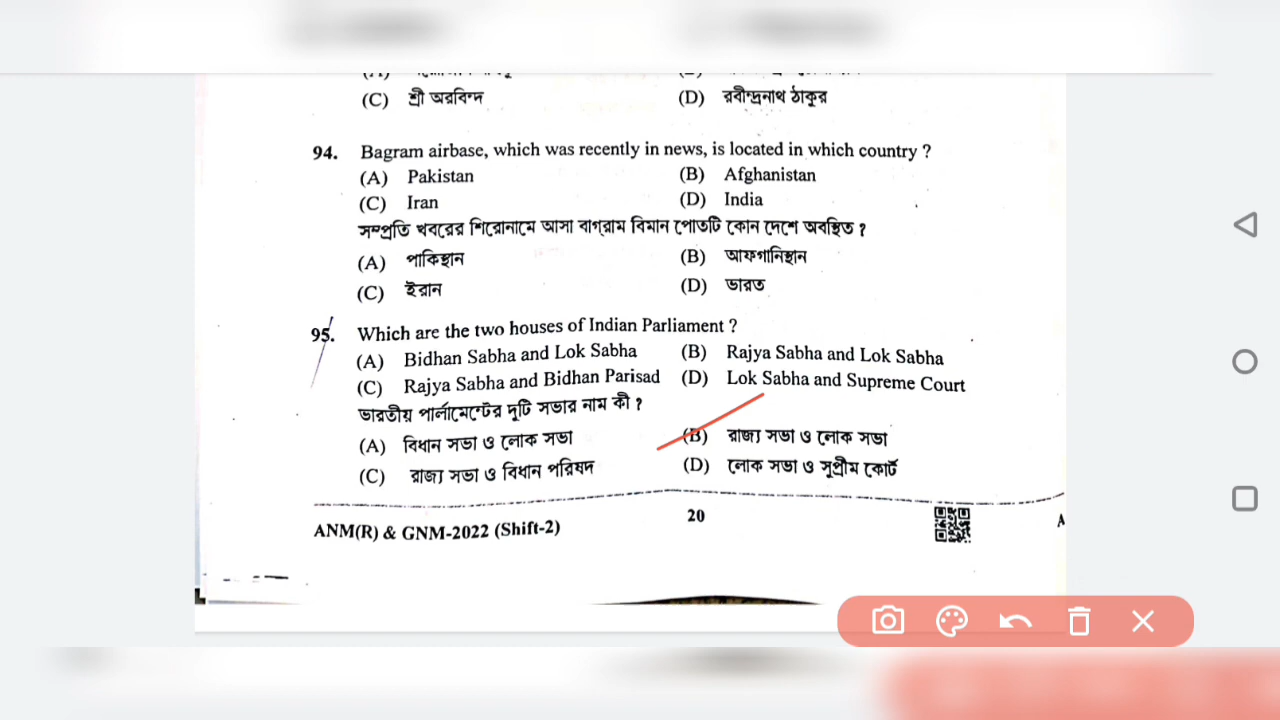 (C) শ্রী অরবিন্দ (D) রবীন্দ্রনাথ ঠাকুর
94. Bagram airbase, which was recently in news, is located in which country ?
(A) Pakistan (B) Afghanistan
(C) Iran (D) India
সম্প্রতি খবরের শিরোনামে আসা বাগ্‌রাম বিমান পোতটি কোন দেশে অবস্থিত ?
(A) পাকিস্থান (B) আফগানিস্থান
(C) ইরান (D) ভারত
95. Which are the two houses of Indian Parliament ?
(A) Bidhan Sabha and Lok Sabha (B) Rajya Sabha and Lok Sabha
(C) Rajya Sabha and Bidhan Parisad (D) Lok Sabha and Supreme Court
ভারতীয় পার্লামেন্টের দুটি সভার নাম কী ?
(A) বিধান সভা ও লোক সভা (B) রাজ্য সভা ও লোক সভা
(C) রাজ্য সভা ও বিধান পরিষদ (D) লোক সভা ও সুপ্রীম কোর্ট
ANM(R) & GNM-2022 (Shift-2) 20 A